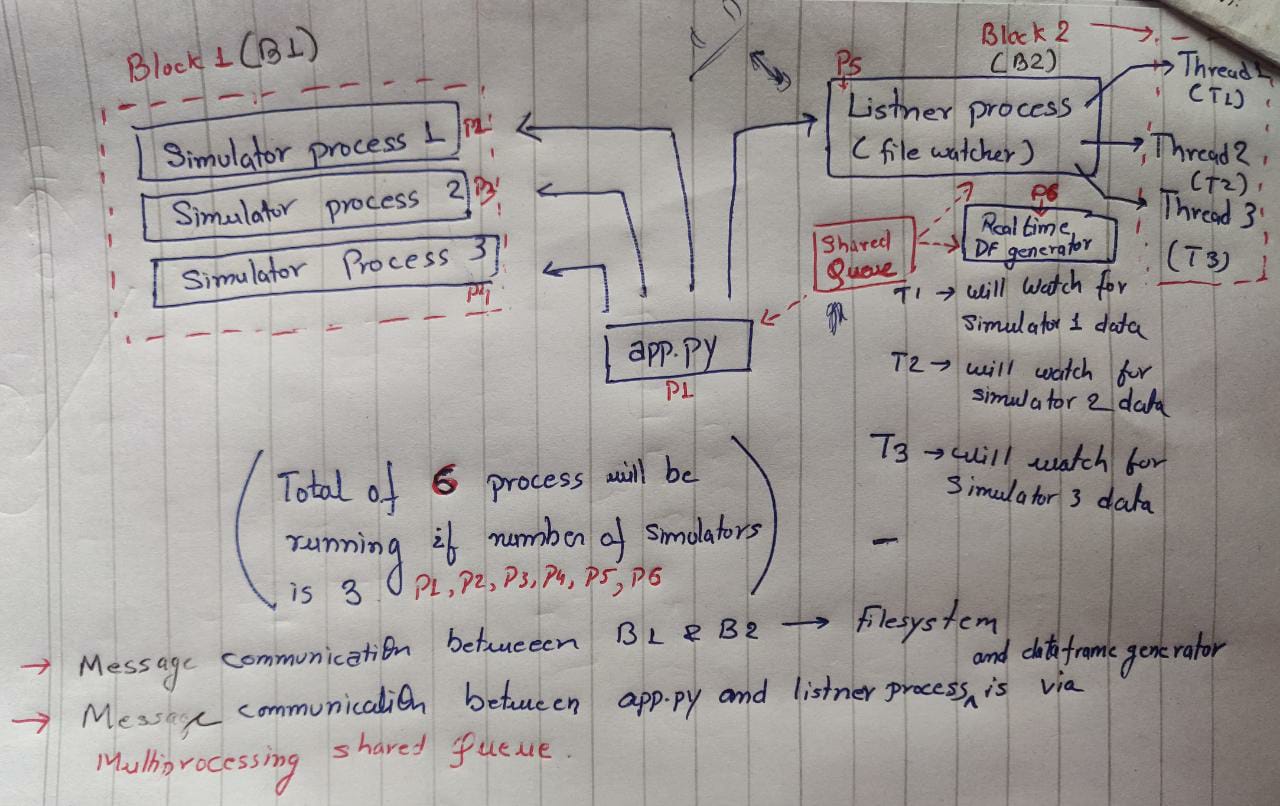 Block 1 (B1)
Simulator process 1
P2
Simulator process 2
P3
Simulator Process 3
P4
app.py
P1
Block 2
(B2)
P5
Listner process
(file watcher)
Thread 1
(T1)
Thread 2
(T2)
Thread 3
(T3)
Shared
Queue
P6
Realtime
DF generator
T1 → will watch for
simulator 1 data
T2 → will watch for
simulator 2 data
T3 → will watch for
simulator 3 data
(Total of 6 process will be
running if number of simulators
is 3 P1, P2, P3, P4, P5, P6)
→ Message communication betweeen B1 & B2 → filesystem
and dataframe generator
→ Message communication between app.py and listner process ^ is via
Multiprocessing shared queue.